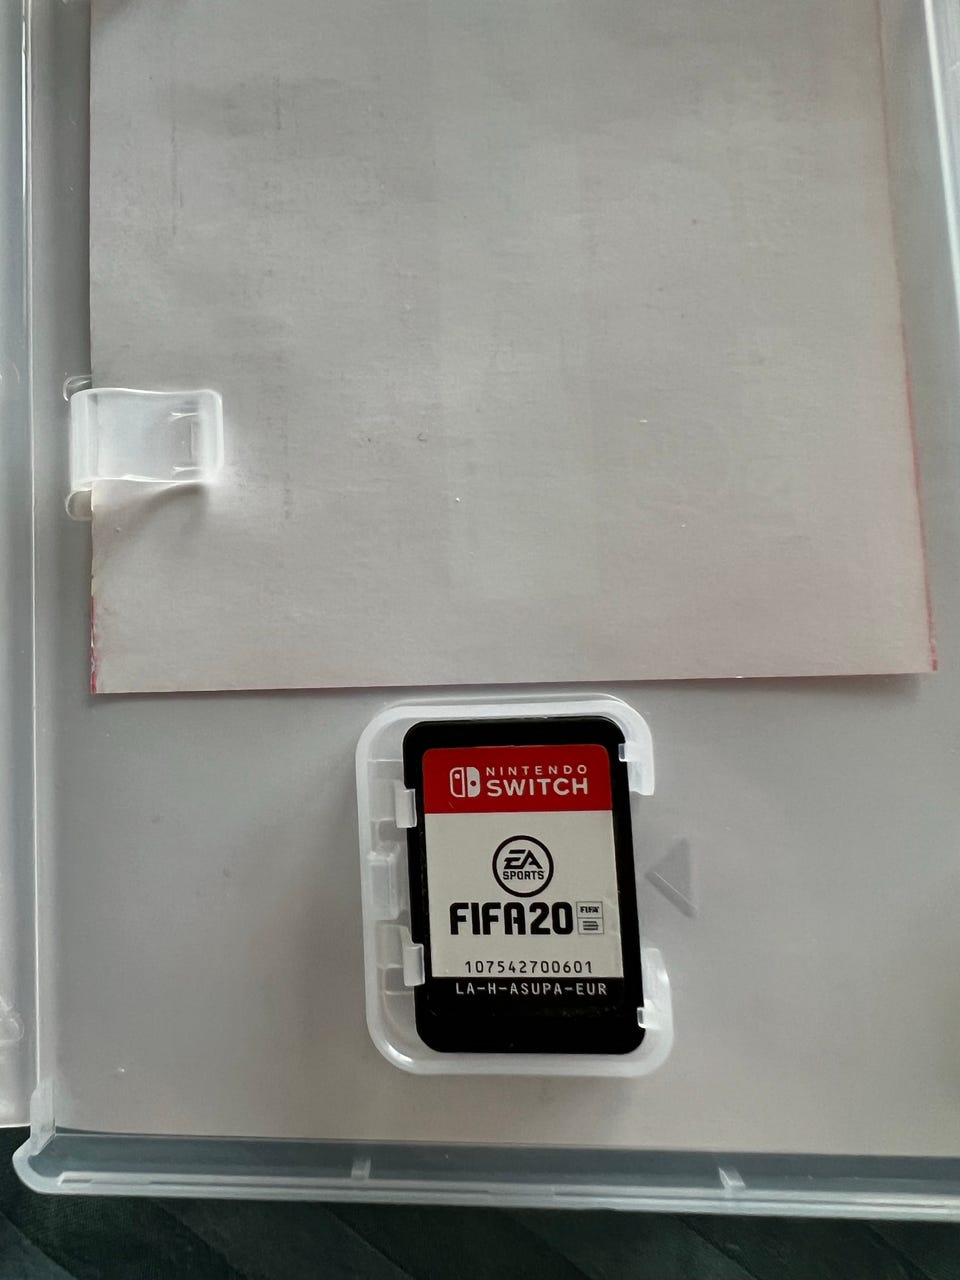 NINTENDO
SWITCH
EA
SPORTS
FIFA20 FIFA
107542700601
LA-H-ASUPA-EUR